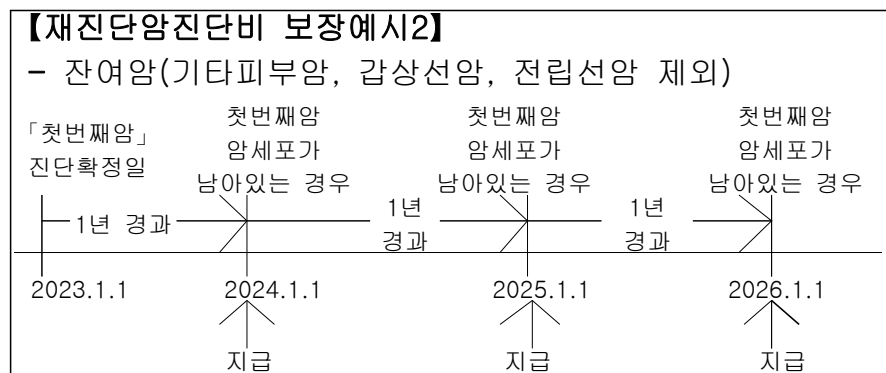 【재진단암진단비 보장예시2】
- 잔여암(기타피부암, 갑상선암, 전립선암 제외)
「첫번째암」
진단확정일
첫번째암
암세포가
남아있는 경우
첫번째암
암세포가
남아있는 경우
첫번째암
암세포가
남아있는 경우
1년 경과
1년
경과
1년
경과
2023.1.1
2024.1.1
2025.1.1
2026.1.1
지급
지급
지급